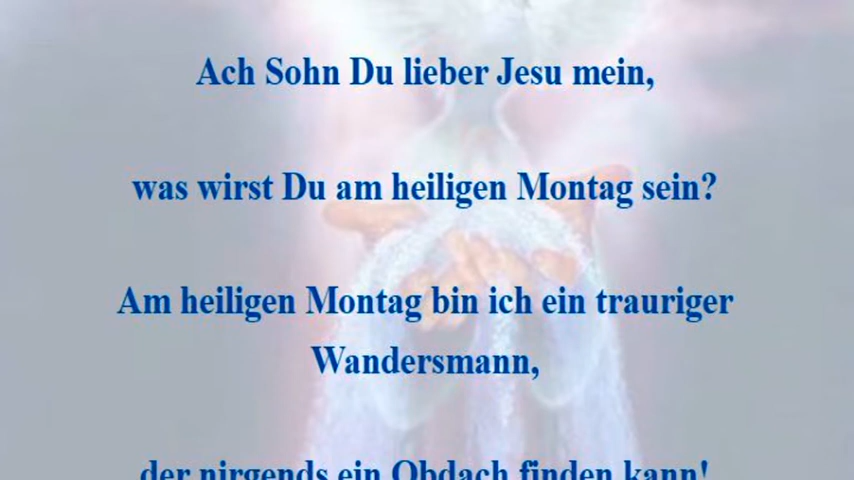 Ach Sohn Du lieber Jesu mein,
was wirst Du am heiligen Montag sein?
Am heiligen Montag bin ich ein trauriger
Wandersmann,
der nirgends ein Obdach finden kann!